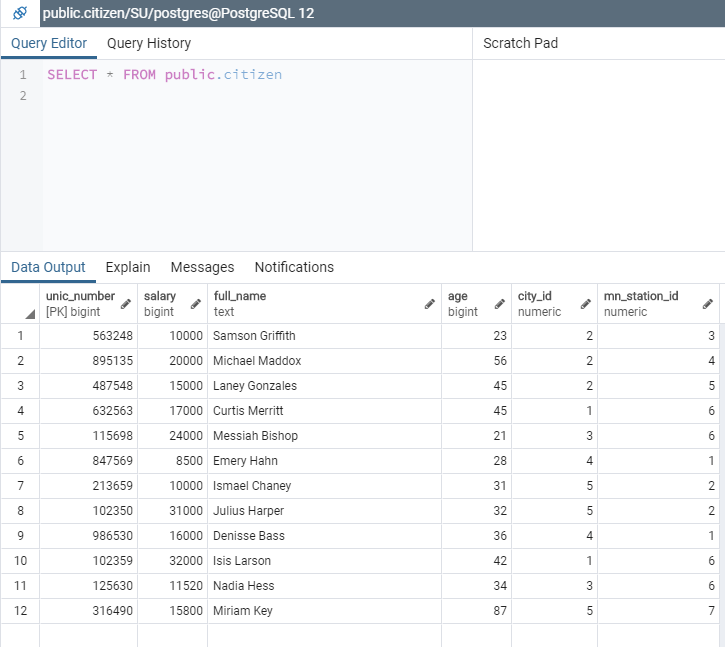 public.citizen/SU/postgres@PostgreSQL 12
Query Editor Query History Scratch Pad
1 SELECT * FROM public.citizen
2
Data Output Explain Messages Notifications
unic_number salary full_name age city_id mn_station_id
[PK] bigint bigint text bigint numeric numeric
1 563248 10000 Samson Griffith 23 2 3
2 895135 20000 Michael Maddox 56 2 4
3 487548 15000 Laney Gonzales 45 2 5
4 632563 17000 Curtis Merritt 45 1 6
5 115698 24000 Messiah Bishop 21 3 6
6 847569 8500 Emery Hahn 28 4 1
7 213659 10000 Ismael Chaney 31 5 2
8 102350 31000 Julius Harper 32 5 2
9 986530 16000 Denisse Bass 36 4 1
10 102359 32000 Isis Larson 42 1 6
11 125630 11520 Nadia Hess 34 3 6
12 316490 15800 Miriam Key 87 5 7